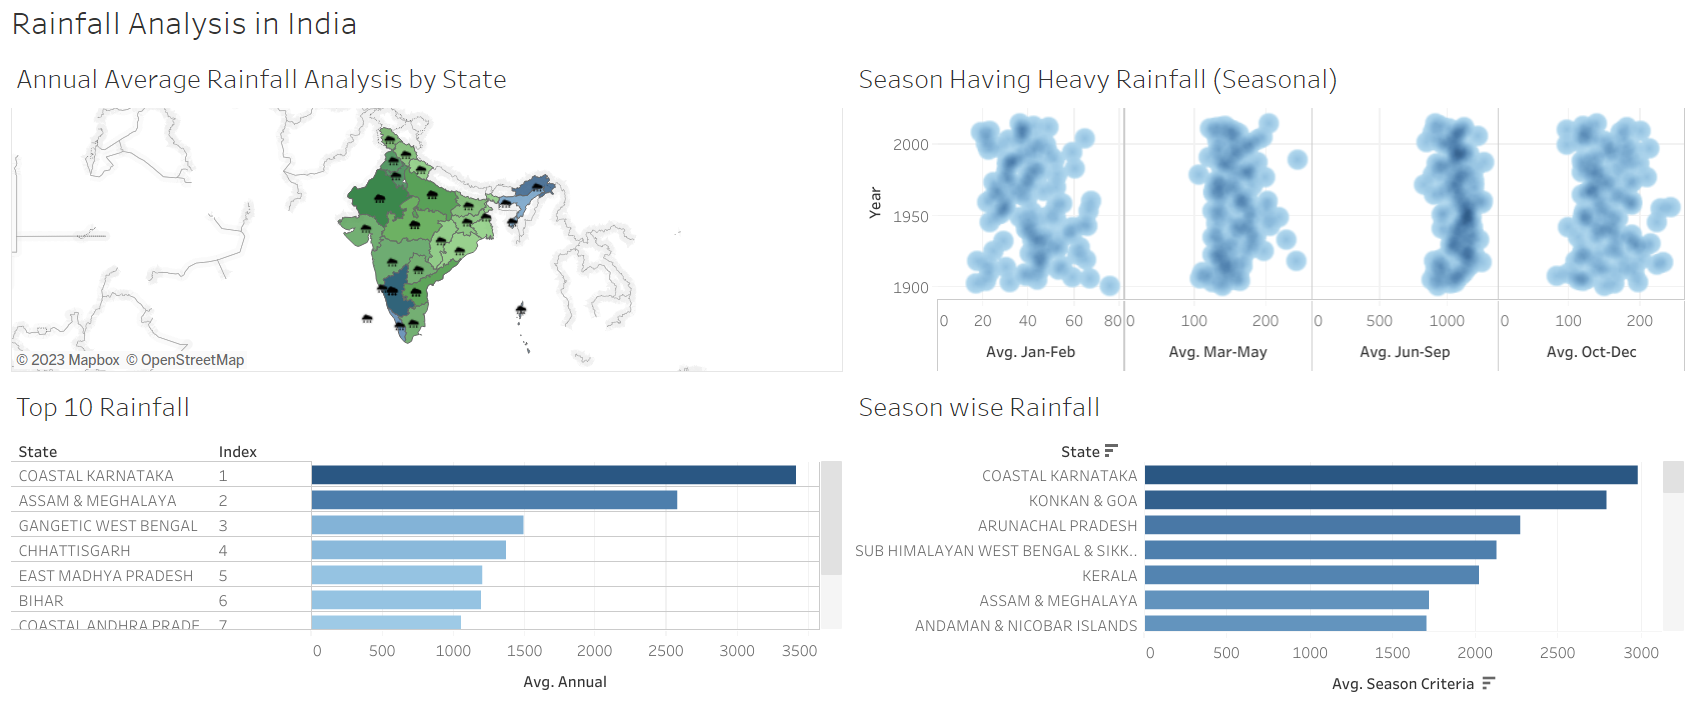 Rainfall Analysis in India
Annual Average Rainfall Analysis by State
© 2023 Mapbox © OpenStreetMap
Season Having Heavy Rainfall (Seasonal)
Year
2000
1950
1900
0 20 40 60 80 0 100 200 0 500 1000 0 100 200
Avg. Jan-Feb Avg. Mar-May Avg. Jun-Sep Avg. Oct-Dec
Top 10 Rainfall
State Index
COASTAL KARNATAKA 1
ASSAM & MEGHALAYA 2
GANGETIC WEST BENGAL 3
CHHATTISGARH 4
EAST MADHYA PRADESH 5
BIHAR 6
COASTAL ANDHRA PRADE 7
0 500 1000 1500 2000 2500 3000 3500
Avg. Annual
Season wise Rainfall
State
COASTAL KARNATAKA
KONKAN & GOA
ARUNACHAL PRADESH
SUB HIMALAYAN WEST BENGAL & SIKK..
KERALA
ASSAM & MEGHALAYA
ANDAMAN & NICOBAR ISLANDS
0 500 1000 1500 2000 2500 3000
Avg. Season Criteria